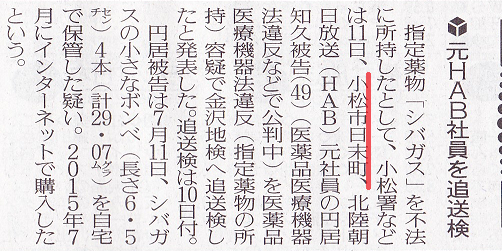 元HAB社員を追送検
指定薬物「シバガス」を不法
に所持したとして、小松署など
は11日、小松市日末町、北陸朝
日放送（HAB）元社員の円居
知久被告（49）（医薬品医療機器
法違反などで公判中）を医薬品
医療機器法違反（指定薬物の所
持）容疑で金沢地検へ追送検し
たと発表した。追送検は10日付。
円居被告は7月11日、シバガ
スの小さなボンベ（長さ6・5
センチ）4本（計29・07グラム）を自宅
で保管した疑い。2015年7
月にインターネットで購入した
という。